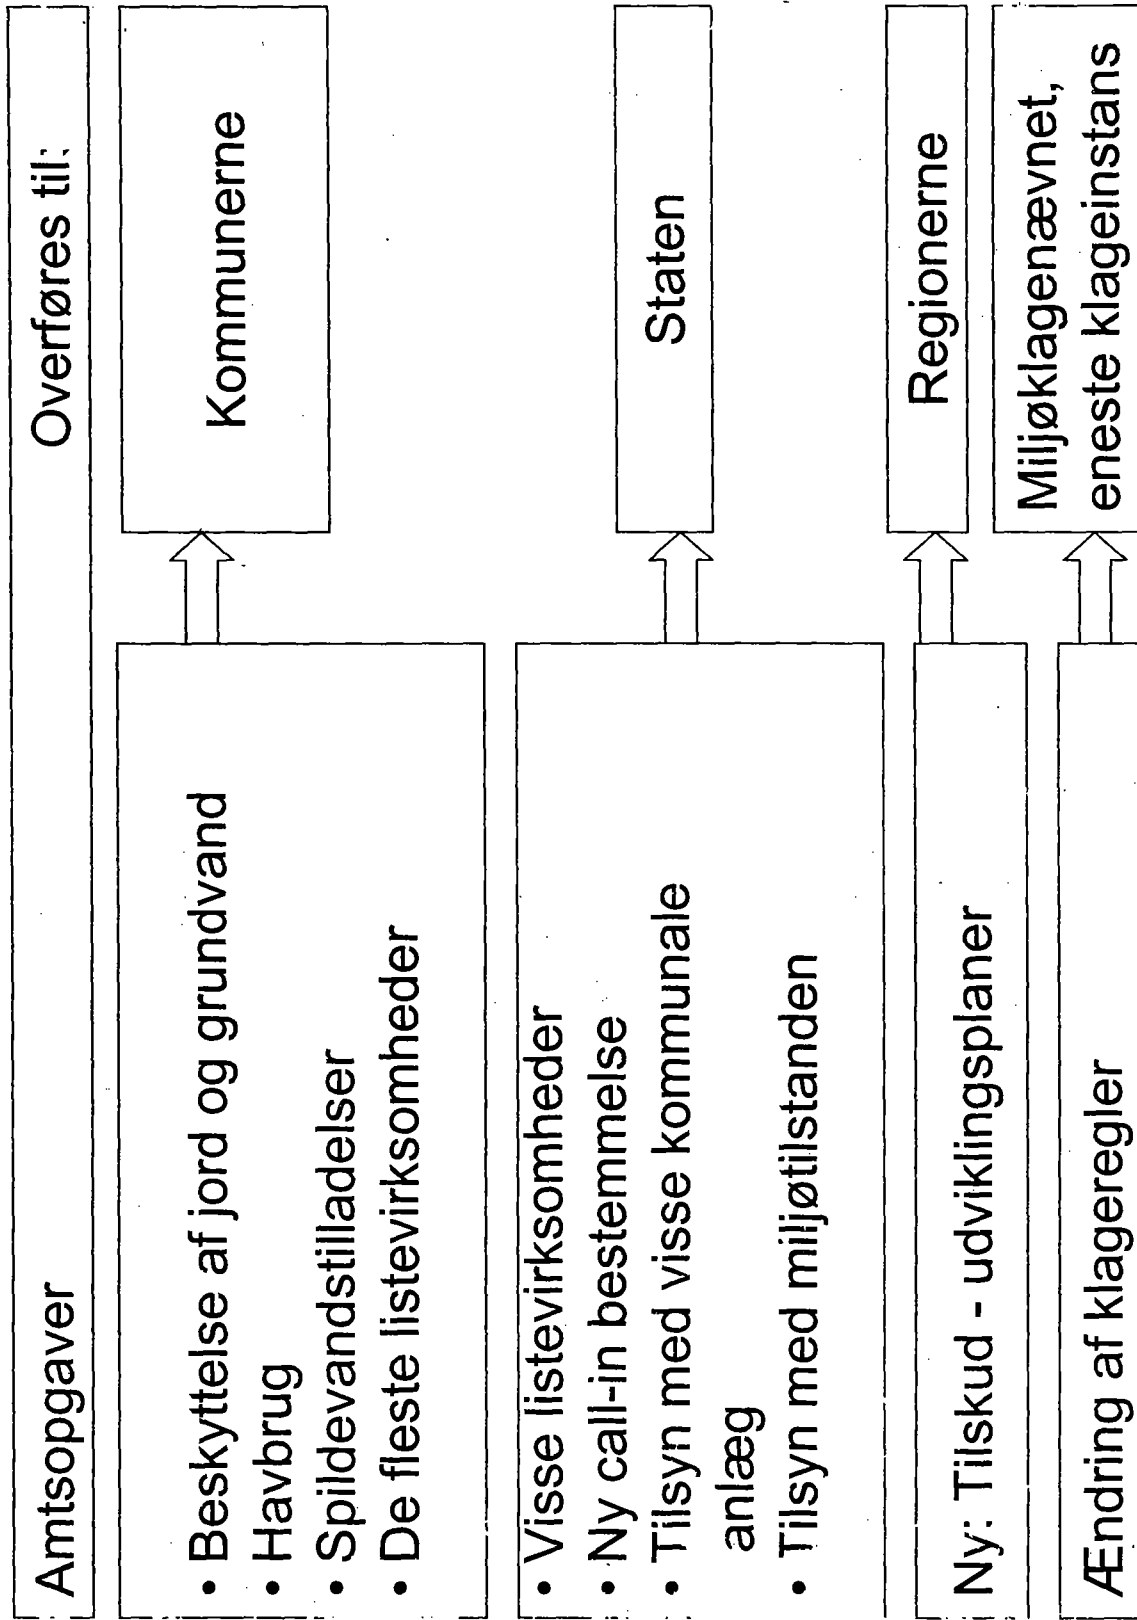 Amtsopgaver
Overføres til:
• Beskyttelse af jord og grundvand
• Havbrug
• Spildevandstilladelser
• De fleste listevirksomheder
Kommunerne
• Visse listevirksomheder
• Ny call-in bestemmelse
• Tilsyn med visse kommunale
anlæg
• Tilsyn med miljøtilstanden
Staten
Ny: Tilskud - udviklingsplaner
Regionerne
Ændring af klageregler
Miljøklagenævnet,
eneste klageinstans